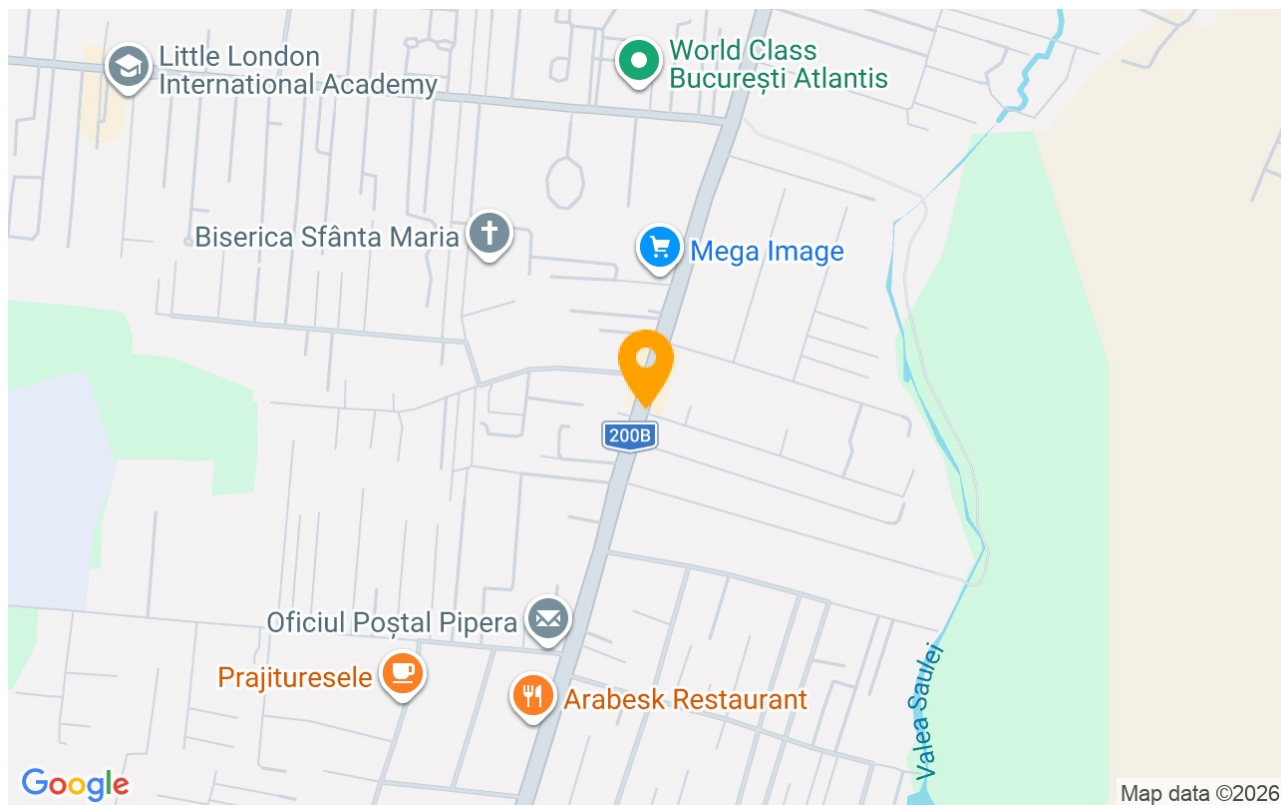 Little London
International Academy
World Class
București Atlantis
Biserica Sfânta Maria
Mega Image
200B
Oficiul Poștal Pipera
Prajituresele
Arabesk Restaurant
Valea Saulei
Google
Map data ©2026